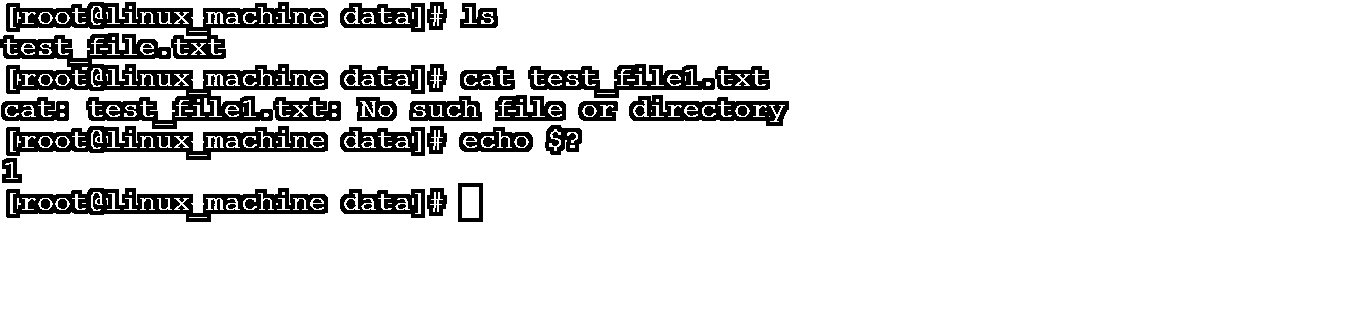 [root@linux_machine data]# ls
test_file.txt
[root@linux_machine data]# cat test_file1.txt
cat: test_file1.txt: No such file or directory
[root@linux_machine data]# echo $?
1
[root@linux_machine data]#